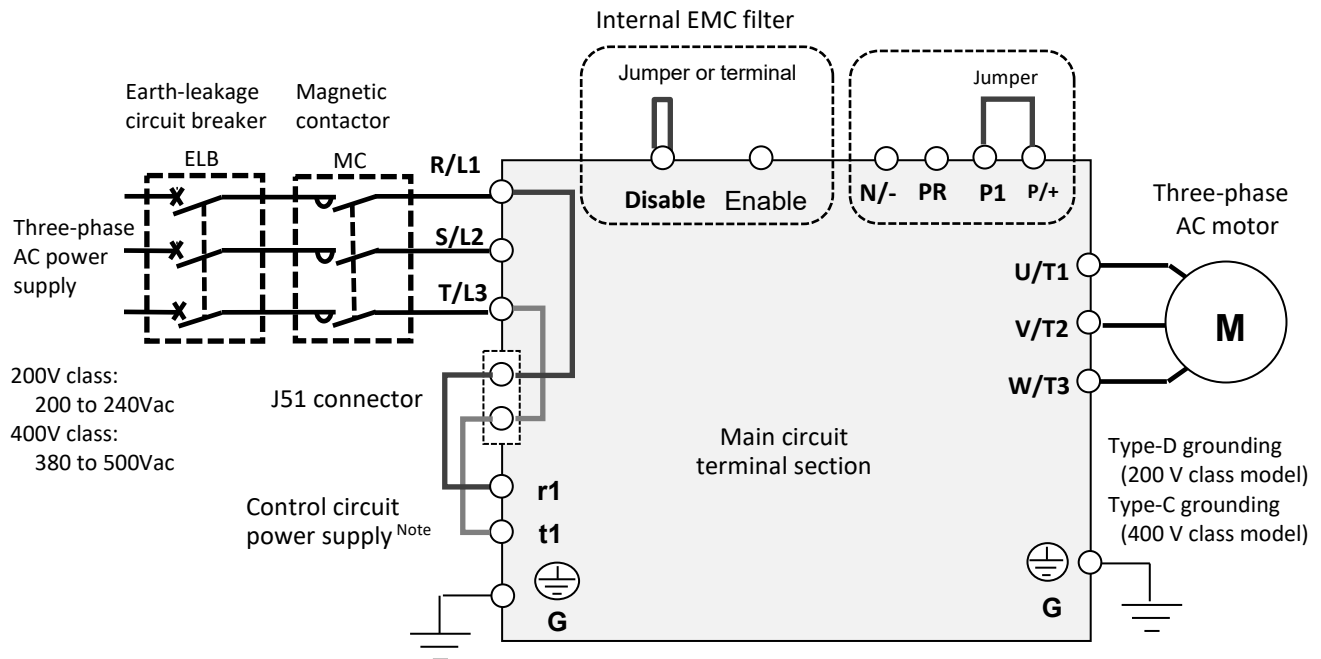 Internal EMC filter
Jumper or terminal
Jumper
Earth-leakage
circuit breaker
Magnetic
contactor
ELB
MC
R/L1
Disable
Enable
N/-
PR
P1
P/+
Three-phase
AC motor
Three-phase
AC power
supply
S/L2
T/L3
U/T1
V/T2
W/T3
M
200V class:
200 to 240Vac
400V class:
380 to 500Vac
J51 connector
Main circuit
terminal section
Type-D grounding
(200 V class model)
Type-C grounding
(400 V class model)
Control circuit
power supply Note
r1
t1
G
G